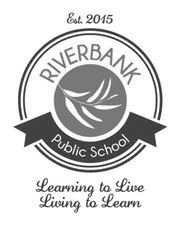 Est. 2015
RIVERBANK
Public School
Learning to Live
Living to Learn